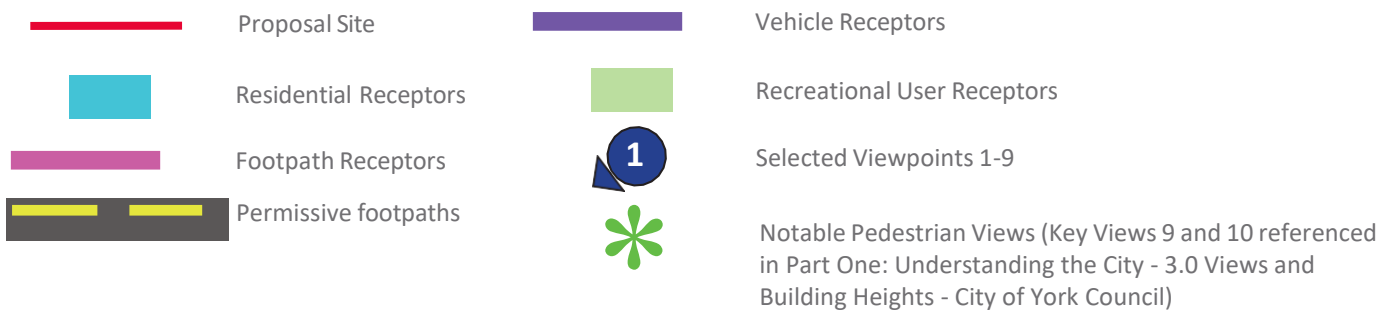 Proposal Site
Vehicle Receptors
Residential Receptors
Recreational User Receptors
Footpath Receptors
1
Selected Viewpoints 1-9
Permissive footpaths
Notable Pedestrian Views (Key Views 9 and 10 referenced
in Part One: Understanding the City - 3.0 Views and
Building Heights - City of York Council)